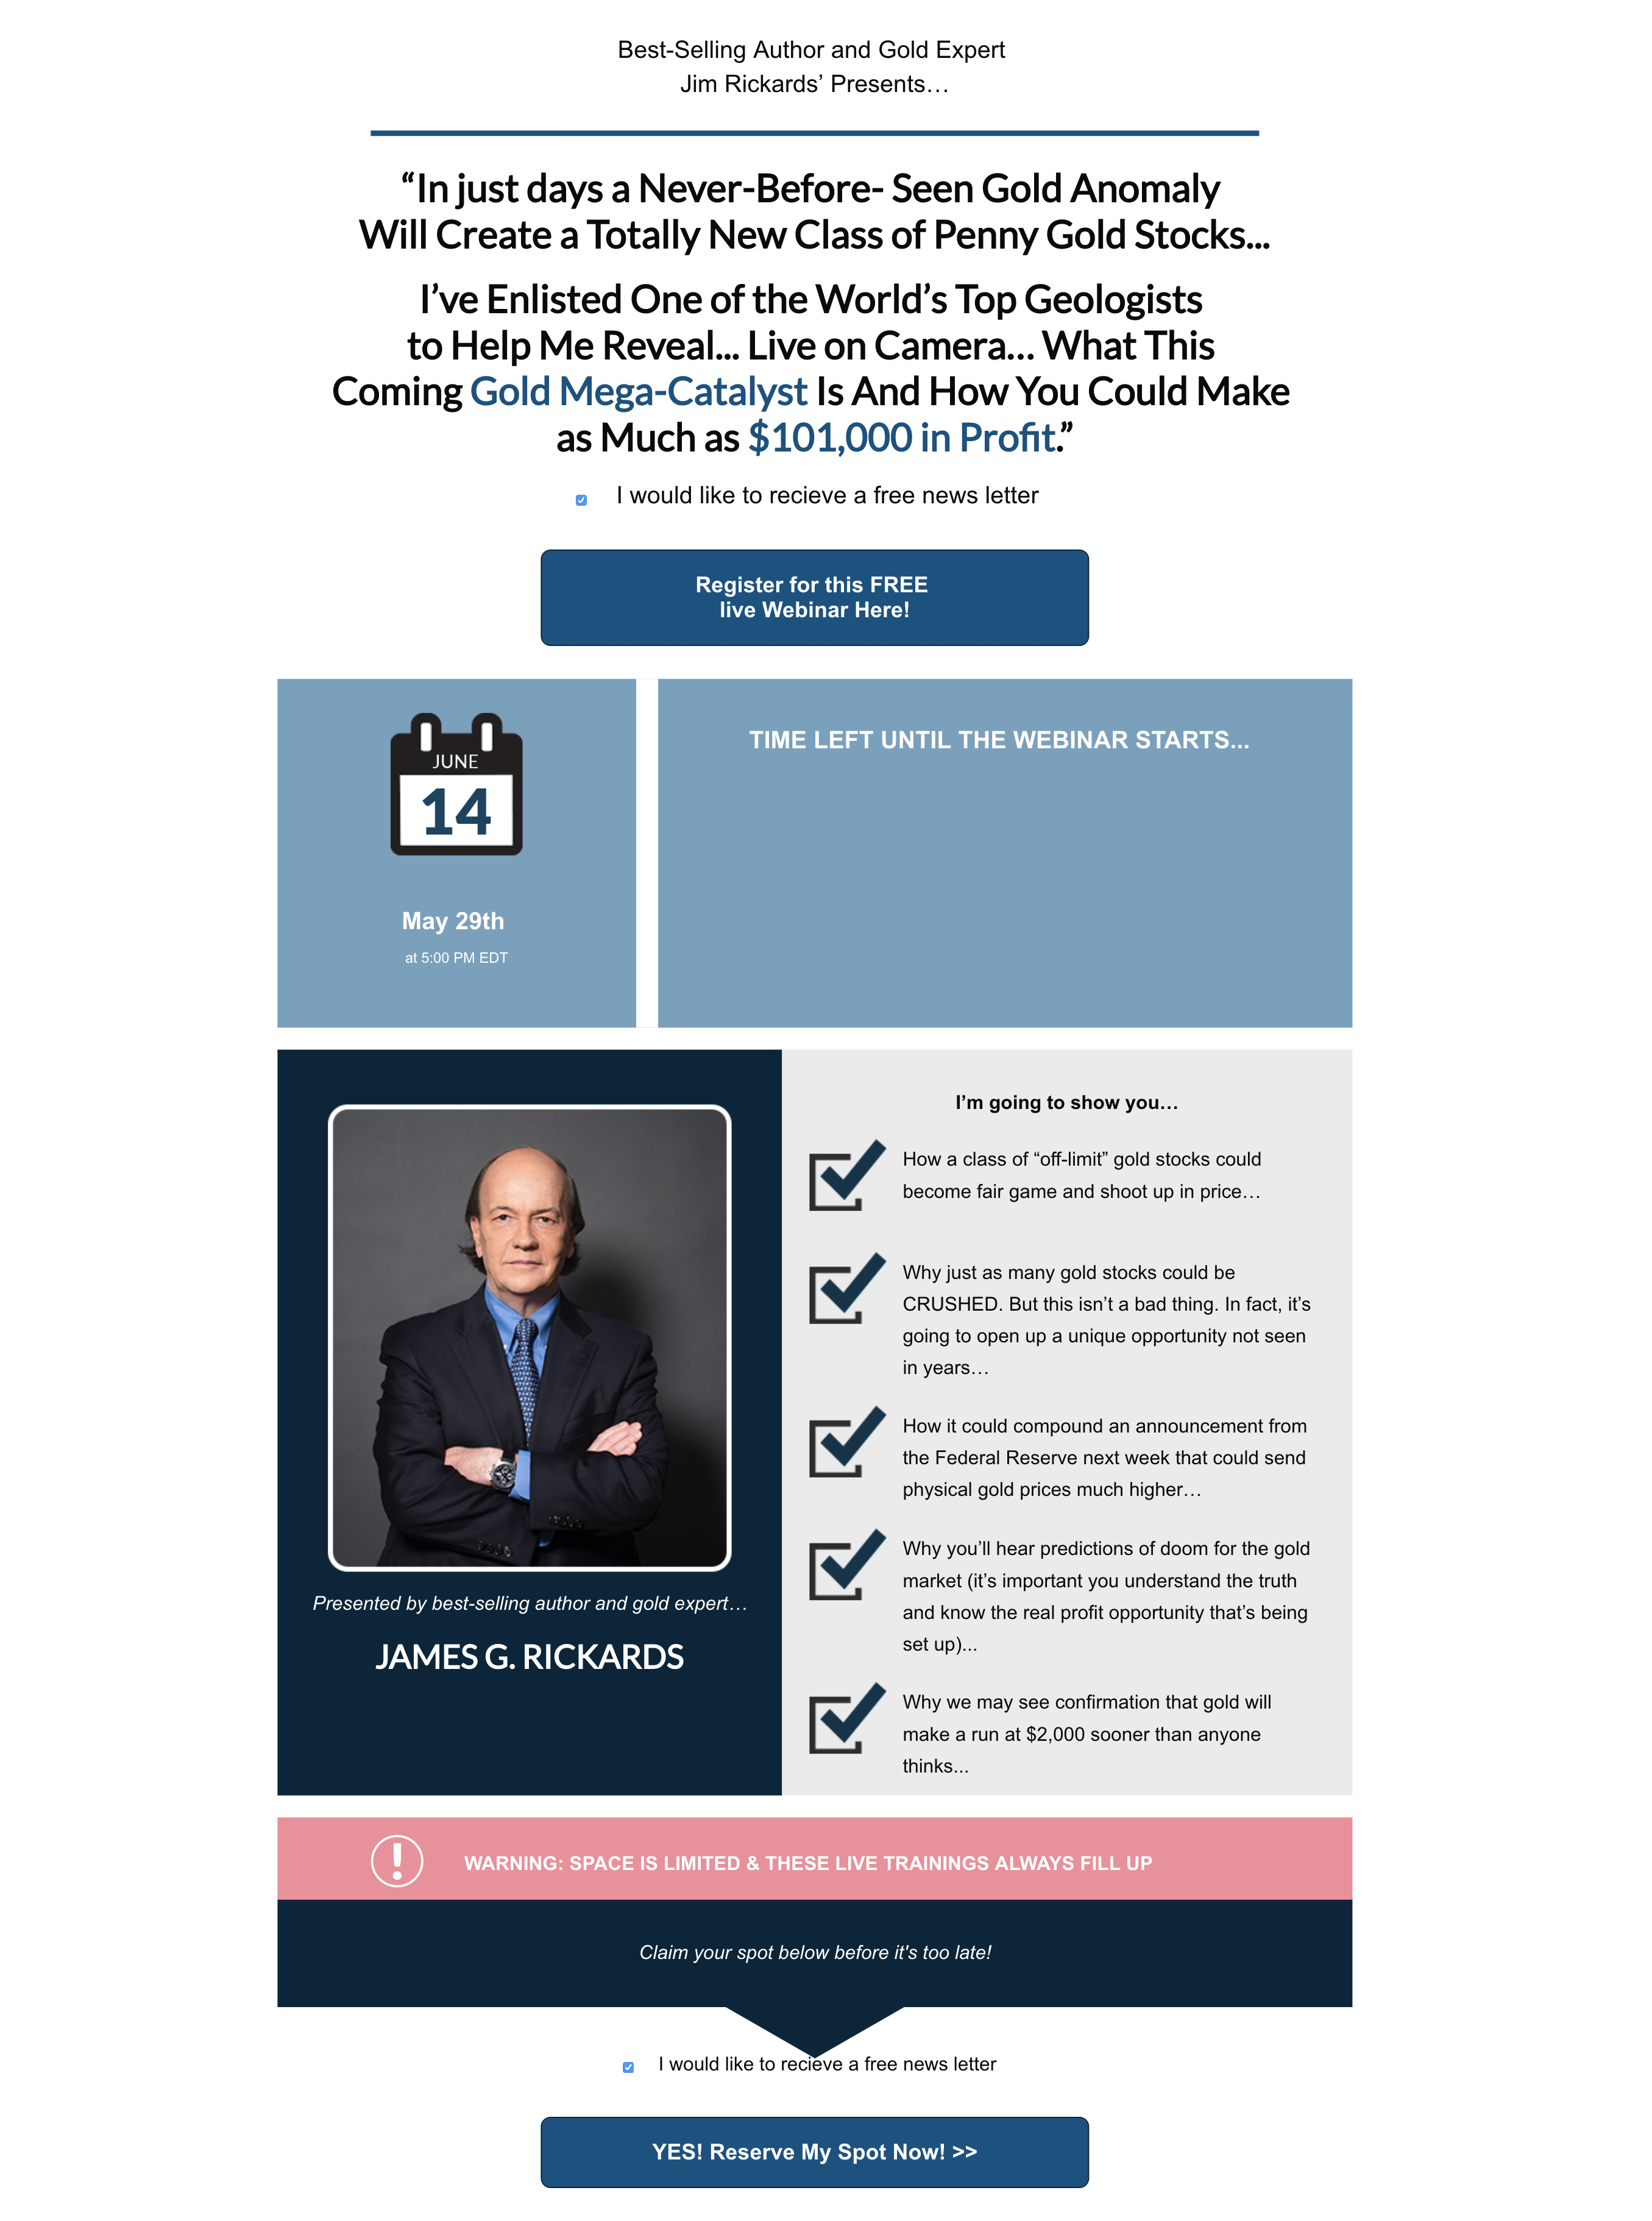 Best-Selling Author and Gold Expert
Jim Rickards’ Presents…
“In just days a Never-Before- Seen Gold Anomaly
Will Create a Totally New Class of Penny Gold Stocks...
I’ve Enlisted One of the World’s Top Geologists
to Help Me Reveal... Live on Camera… What This
Coming Gold Mega-Catalyst Is And How You Could Make
as Much as $101,000 in Profit.”
I would like to recieve a free news letter
Register for this FREE
live Webinar Here!
JUNE
14
May 29th
at 5:00 PM EDT
TIME LEFT UNTIL THE WEBINAR STARTS...
Presented by best-selling author and gold expert…
JAMES G. RICKARDS
I’m going to show you…
How a class of “off-limit” gold stocks could
become fair game and shoot up in price…
Why just as many gold stocks could be
CRUSHED. But this isn’t a bad thing. In fact, it’s
going to open up a unique opportunity not seen
in years…
How it could compound an announcement from
the Federal Reserve next week that could send
physical gold prices much higher…
Why you’ll hear predictions of doom for the gold
market (it’s important you understand the truth
and know the real profit opportunity that’s being
set up)...
Why we may see confirmation that gold will
make a run at $2,000 sooner than anyone
thinks...
WARNING: SPACE IS LIMITED & THESE LIVE TRAININGS ALWAYS FILL UP
Claim your spot below before it's too late!
I would like to recieve a free news letter
YES! Reserve My Spot Now! >>